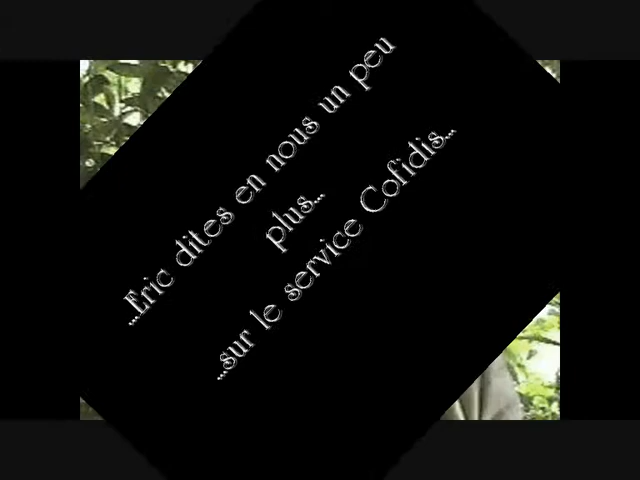 ...Eric dites en nous un peu
plus...
...sur le service Cofidis...